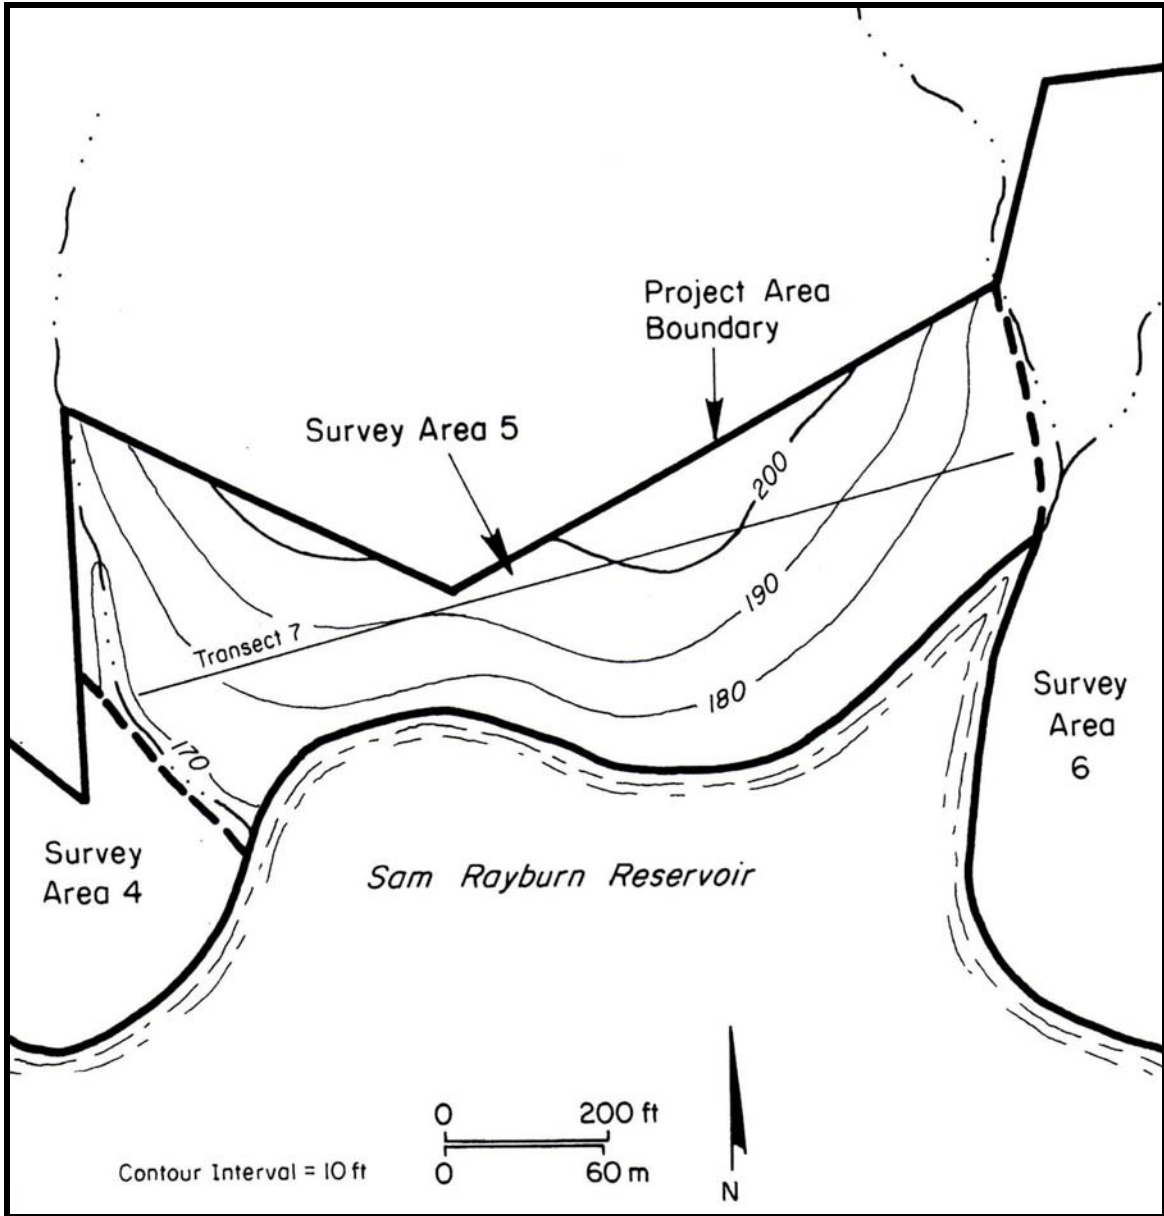 Project Area
Boundary
Survey Area 5
200
190
Transect 7
180
170
Survey
Area
6
Survey
Area 4
Sam Rayburn Reservoir
0 200 ft
0 60 m
Contour Interval = 10 ft
N